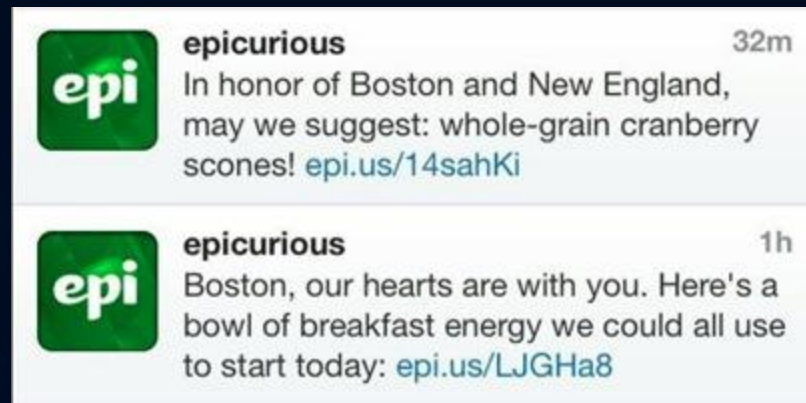 epi
epicurious 32m
In honor of Boston and New England,
may we suggest: whole-grain cranberry
scones! epi.us/14sahKi
epi
epicurious 1h
Boston, our hearts are with you. Here's a
bowl of breakfast energy we could all use
to start today: epi.us/LJGHa8